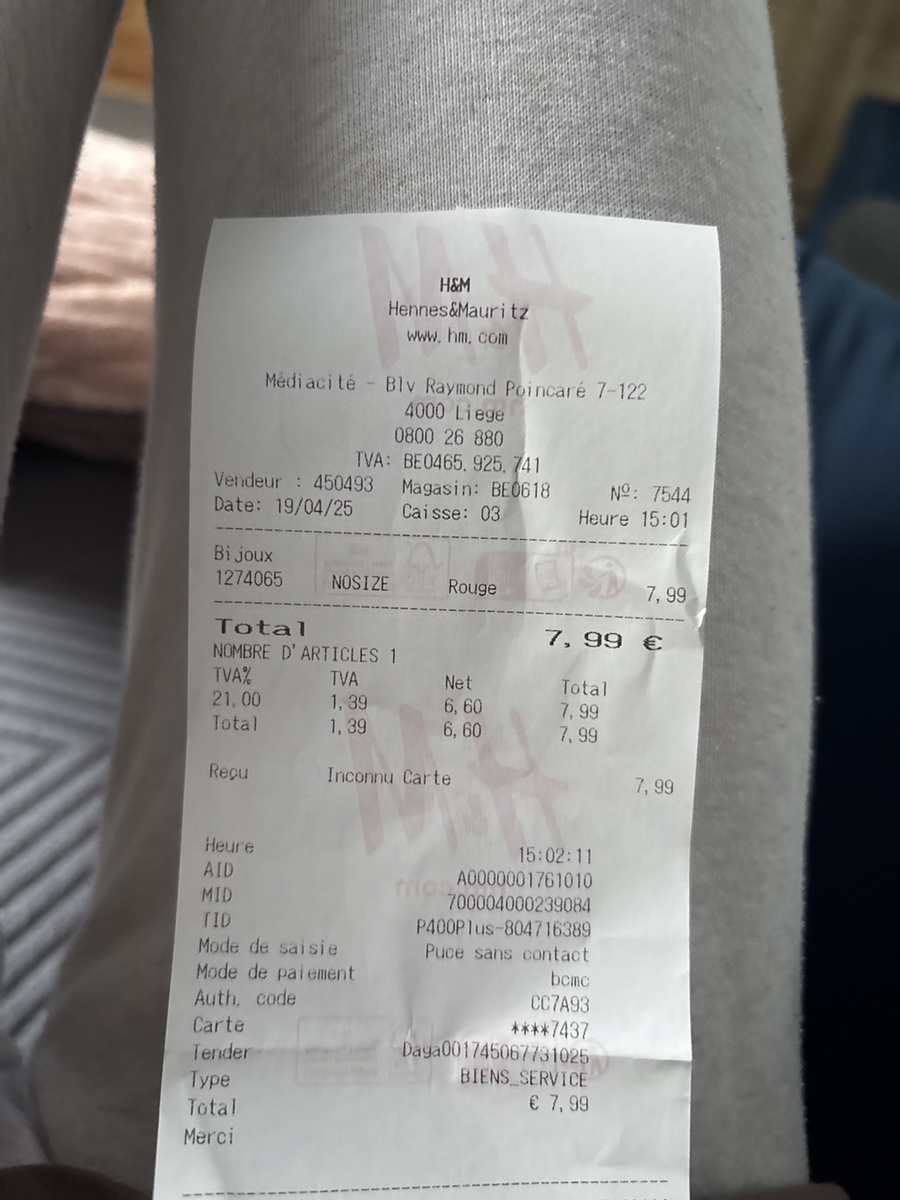 H&M
Hennes&Mauritz
www.hm.com
Médiacité - Blv Raymond Poincaré 7-122
4000 Liege
0800 26 880
TVA: BE0465.925.741
Vendeur : 450493 Magasin: BE0618 Nº: 7544
Date: 19/04/25 Caisse: 03 Heure 15:01
Bijoux
1274065 NOSIZE Rouge 7,99
Total 7,99 €
NOMBRE D'ARTICLES 1
TVA% TVA Net Total
21,00 1,39 6,60 7,99
Total 1,39 6,60 7,99
Reçu Inconnu Carte 7,99
Heure 15:02:11
AID A0000001761010
MID 700004000239084
TID P400Plus-804716389
Mode de saisie Puce sans contact
Mode de paiement bcmc
Auth. code CC7A93
Carte ****7437
Tender Daya001745067731025
Type BIENS_SERVICE
Total € 7,99
Merci